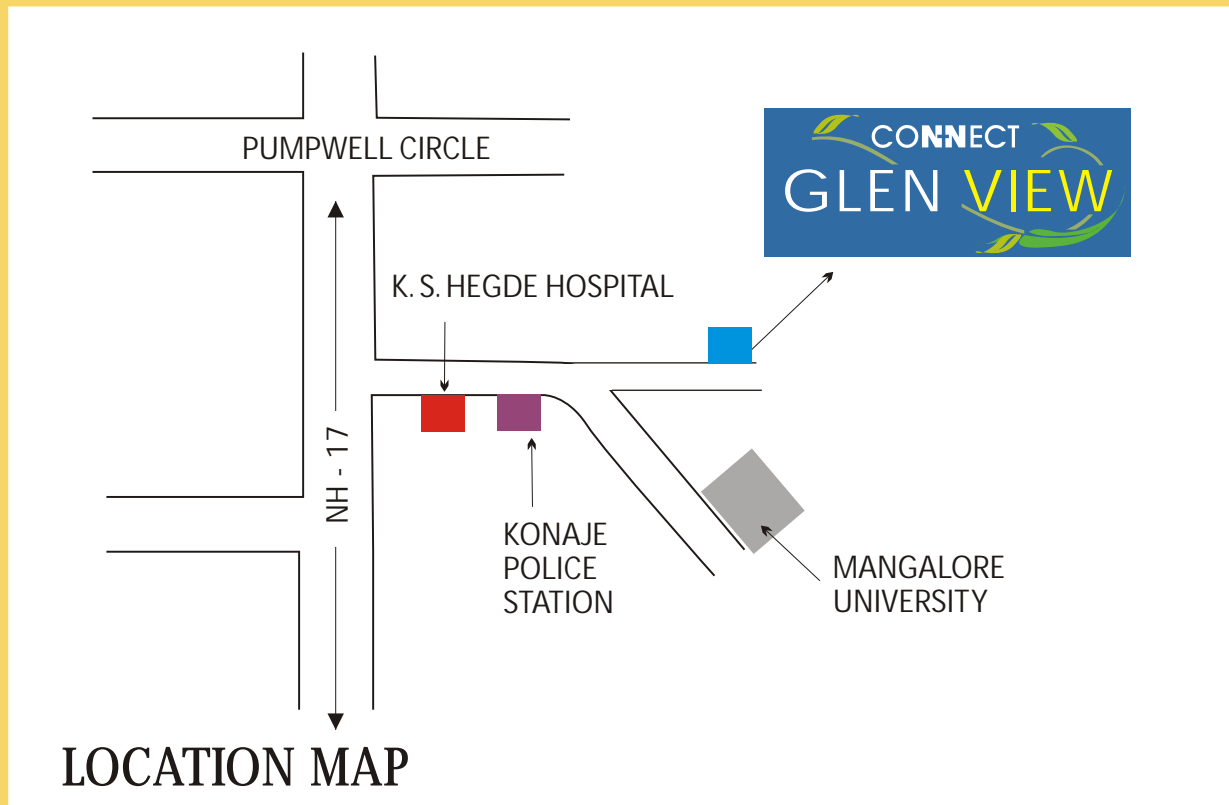 PUMPWELL CIRCLE
CONNECT
GLEN VIEW
K. S. HEGDE HOSPITAL
NH - 17
KONAJE
POLICE
STATION
MANGALORE
UNIVERSITY
LOCATION MAP